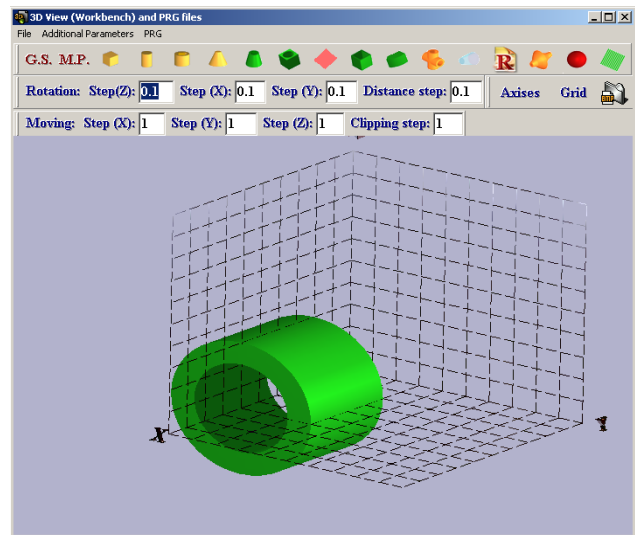 3D View (Workbench) and PRG files
File Additional Parameters PRG
G.S. M.P. R
Rotation: Step(Z): 0.1 Step (X): 0.1 Step (Y): 0.1 Distance step: 0.1 Axises Grid
Moving: Step (X): 1 Step (Y): 1 Step (Z): 1 Clipping step: 1
X
Y